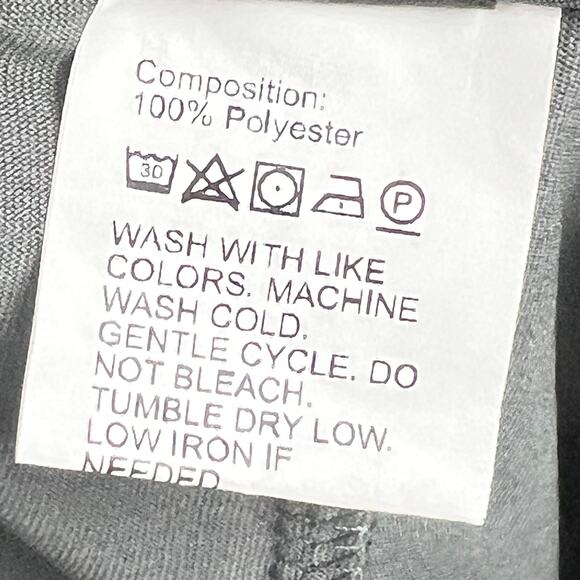 Composition:
100% Polyester
30 P
WASH WITH LIKE
COLORS. MACHINE
WASH COLD.
GENTLE CYCLE. DO
NOT BLEACH.
TUMBLE DRY LOW.
LOW IRON IF
NEEDED